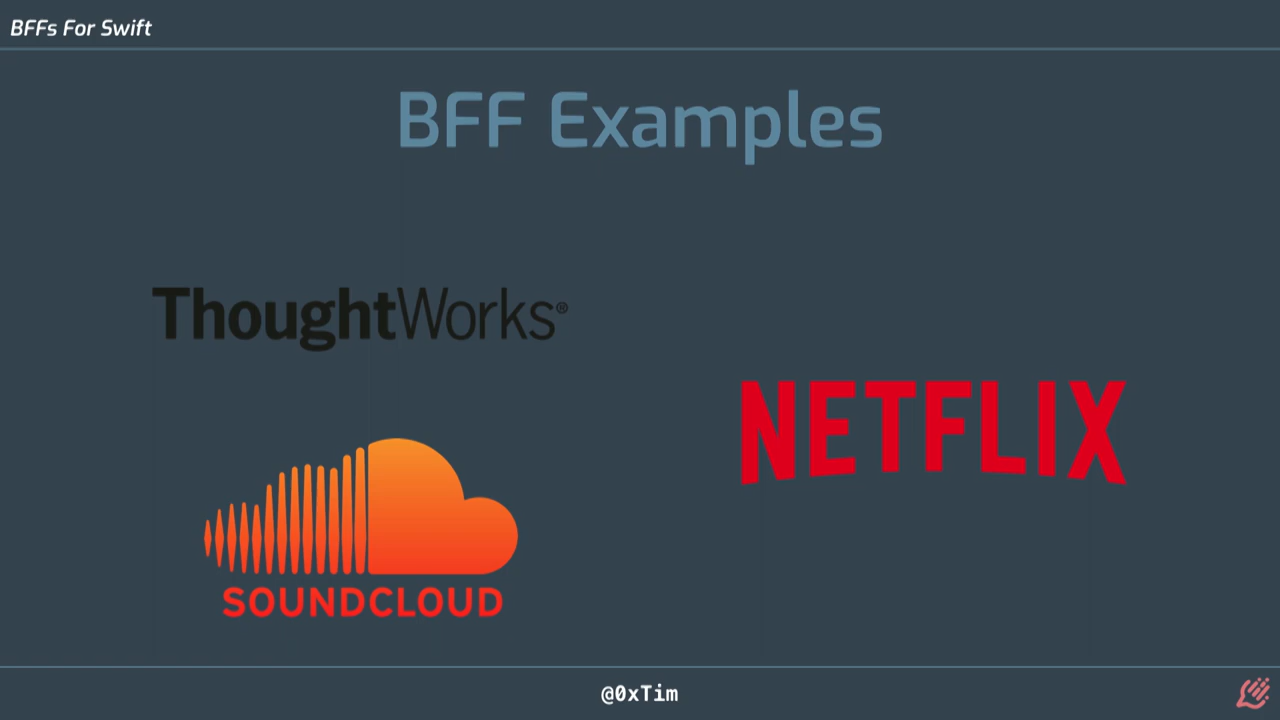 BFFs For Swift
BFF Examples
ThoughtWorks®
NETFLIX
SOUNDCLOUD
@0xTim